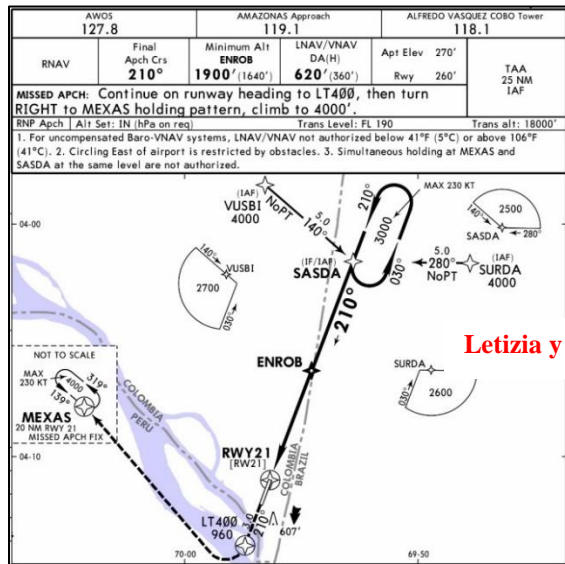 AWOS
127.8
AMAZONAS Approach
119.1
ALFREDO VASQUEZ COBO Tower
118.1
RNAV
Final
Apch Crs
210°
Minimum Alt
ENROB
1900' (1640')
LNAV/VNAV
DA(H)
620' (360')
Apt Elev 270'
Rwy 260'
TAA
25 NM
IAF
MISSED APCH: Continue on runway heading to LT400, then turn
RIGHT to MEXAS holding pattern, climb to 4000'.
RNP Apch Alt Set: IN (hPa on req) Trans Level: FL 190 Trans alt: 18000'
1. For uncompensated Baro-VNAV systems, LNAV/VNAV not authorized below 41°F (5°C) or above 106°F
(41°C). 2. Circling East of airport is restricted by obstacles. 3. Simultaneous holding at MEXAS and
SASDA at the same level are not authorized.
04-00
(IAF)
VUSBI
4000
5.0
NoPT
140°
210°
3000
030°
MAX 230 KT
2500
140°
SASDA
280°
(IF/IAF)
SASDA
5.0
280°
NoPT
(IAF)
SURDA
4000
140°
VUSBI
2700
030°
210°
Letizia y
ENROB
SURDA
030°
2600
NOT TO SCALE
MAX
230 KT
4000
319°
139°
MEXAS
20 NM RWY 21
MISSED APCH FIX
COLOMBIA
PERU
04-10
RWY21
[RW21]
COLOMBIA
BRAZIL
3.0
210°
LT400
960
607'
70-00
69-50